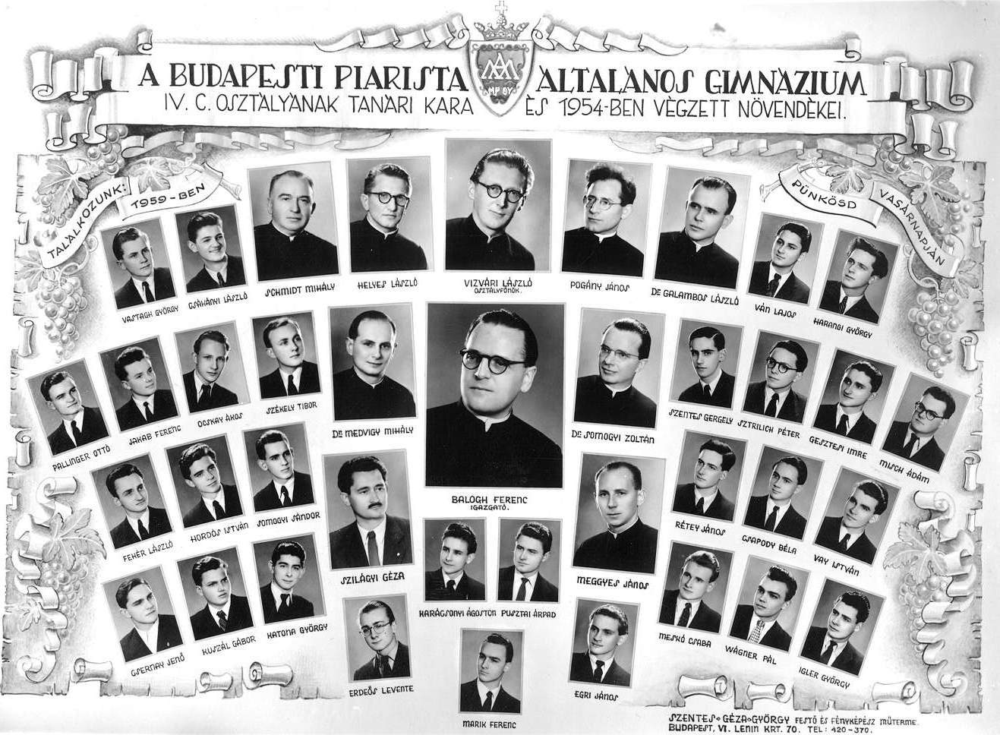 A BUDAPESTI PIARISTA ÁLTALÁNOS GIMNÁZIUM
IV. C. OSZTÁLYÁNAK TANÁRI KARA ÉS 1954-BEN VÉGZETT NÖVENDÉKEI.
TALÁLKOZUNK:
1959-BEN
PÜNKÖSD
VASÁRNAPJÁN
VASTAGH GYÖRGY
CSÁKÁNYI LÁSZLÓ
SCHMIDT MIHÁLY
HELYES LÁSZLÓ
VIZVÁRI LÁSZLÓ
OSZTÁLYFŐNÖK.
POGÁNY JÁNOS
DR GALAMBOS LÁSZLÓ
VÁN LAJOS
HARANGI GYÖRGY
PALLINGER OTTÓ
JAKAB FERENC
OCSKAY ÁKOS
SZÉKELY TIBOR
DR MEDVIGY MIHÁLY
BALOGH FERENC
IGAZGATÓ.
DR SOMOGYI ZOLTÁN
SZENTES GERGELY
SZTRILICH PÉTER
GESZTESI IMRE
MISCH ÁDÁM
FEHÉR LÁSZLÓ
HORDÓS ISTVÁN
SOMOGYI SÁNDOR
SZILÁGYI GÉZA
KARÁCSONYI ÁGOSTON
PUSZTAI ÁRPÁD
MEGGYES JÁNOS
RÉTEY JÁNOS
CSAPODY BÉLA
VAY ISTVÁN
CSERNAY JENŐ
KUSZÁL GÁBOR
KATONA GYÖRGY
ERDEŐS LEVENTE
MARIK FERENC
EGRI JÁNOS
MESKÓ CSABA
WÁGNER PÁL
IGLER GYÖRGY
SZENTES-GÉZA-GYÖRGY FESTŐ ÉS FÉNYKÉPÉSZ MŰTERME.
BUDAPEST, VI. LENIN KRT. 70. TEL: 420-370.